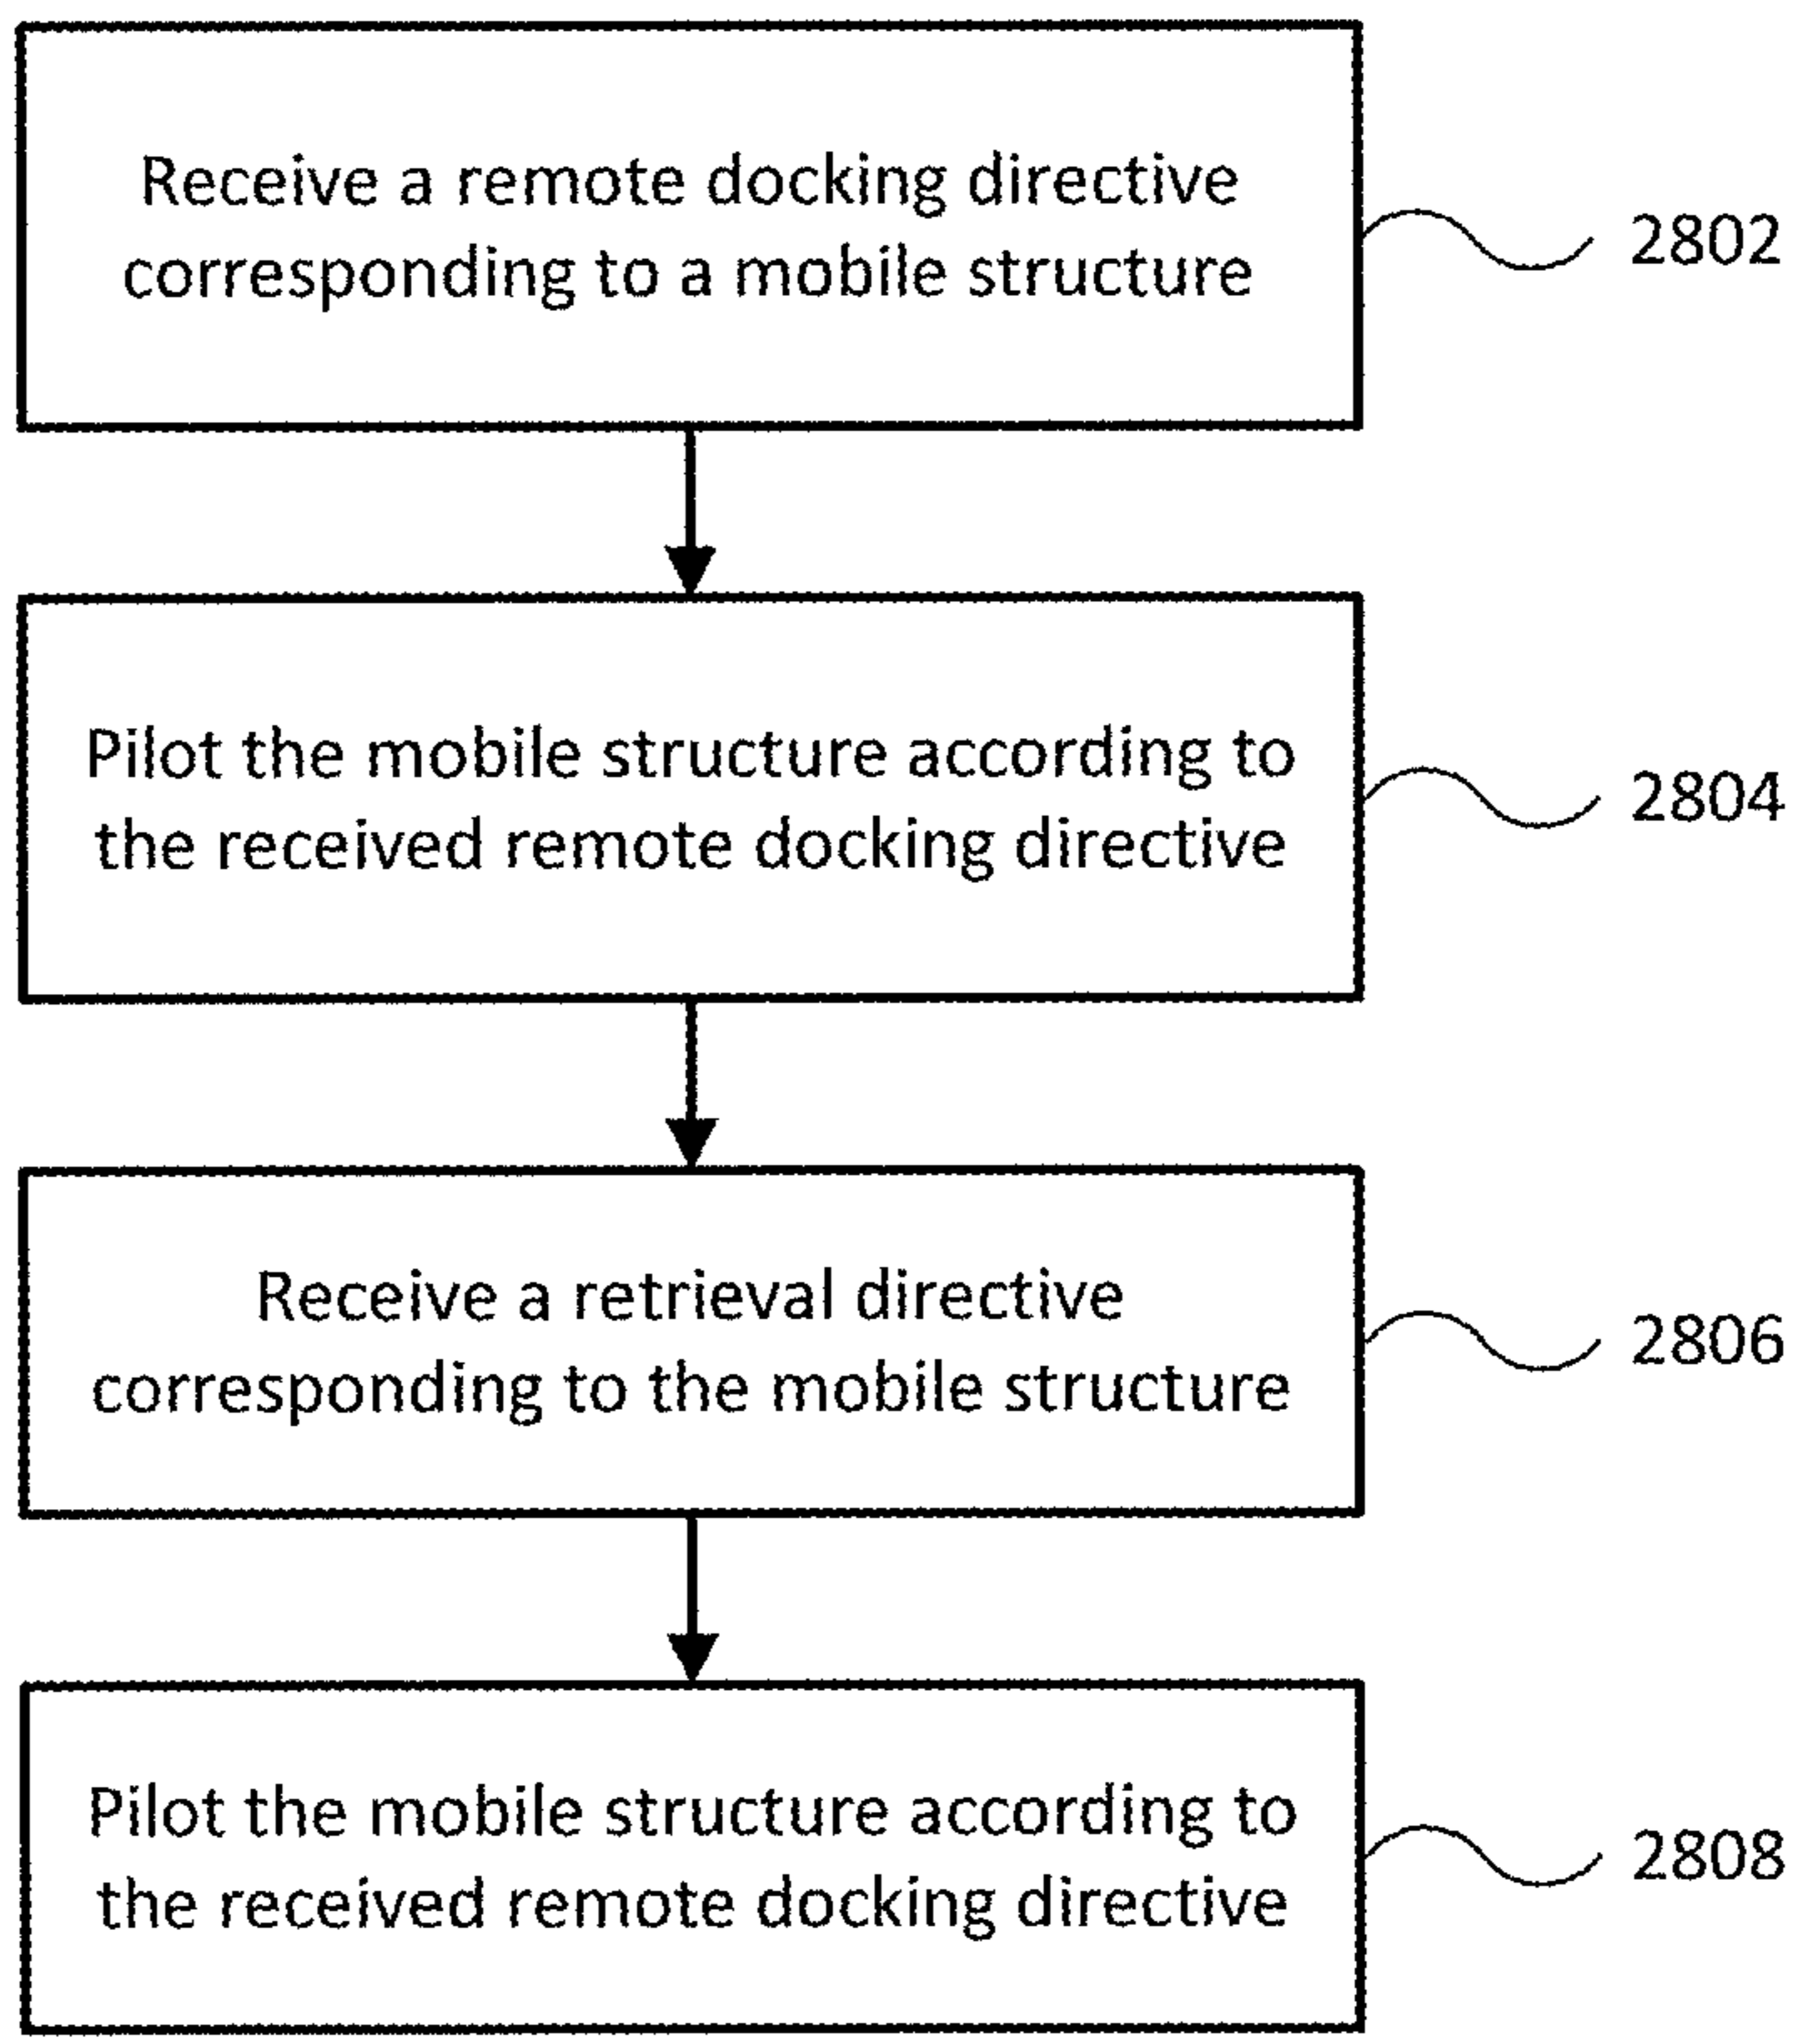 Receive a remote docking directive
corresponding to a mobile structure
2802
Pilot the mobile structure according to
the received remote docking directive
2804
Receive a retrieval directive
corresponding to the mobile structure
2806
Pilot the mobile structure according to
the received remote docking directive
2808